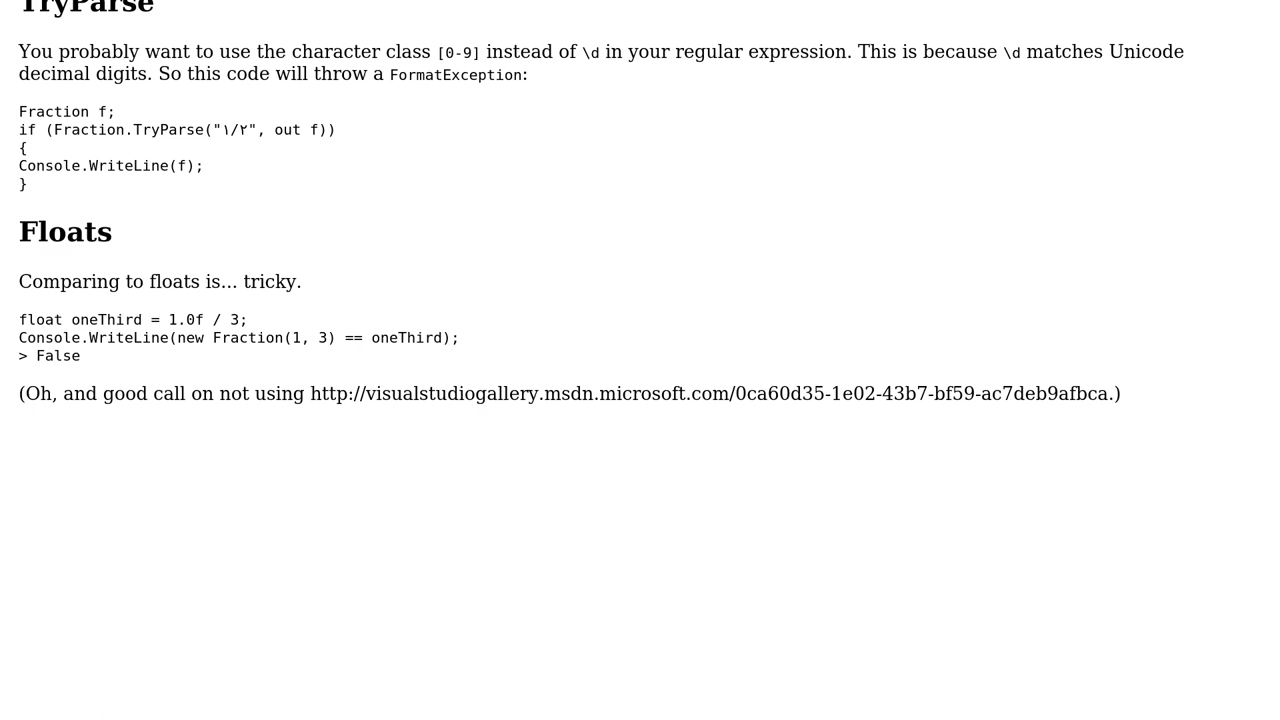 TryParse
You probably want to use the character class [0-9] instead of \d in your regular expression. This is because \d matches Unicode
decimal digits. So this code will throw a FormatException:
Fraction f;
if (Fraction.TryParse("۱/۲", out f))
{
Console.WriteLine(f);
}
Floats
Comparing to floats is... tricky.
float oneThird = 1.0f / 3;
Console.WriteLine(new Fraction(1, 3) == oneThird);
> False
(Oh, and good call on not using http://visualstudiogallery.msdn.microsoft.com/0ca60d35-1e02-43b7-bf59-ac7deb9afbca.)